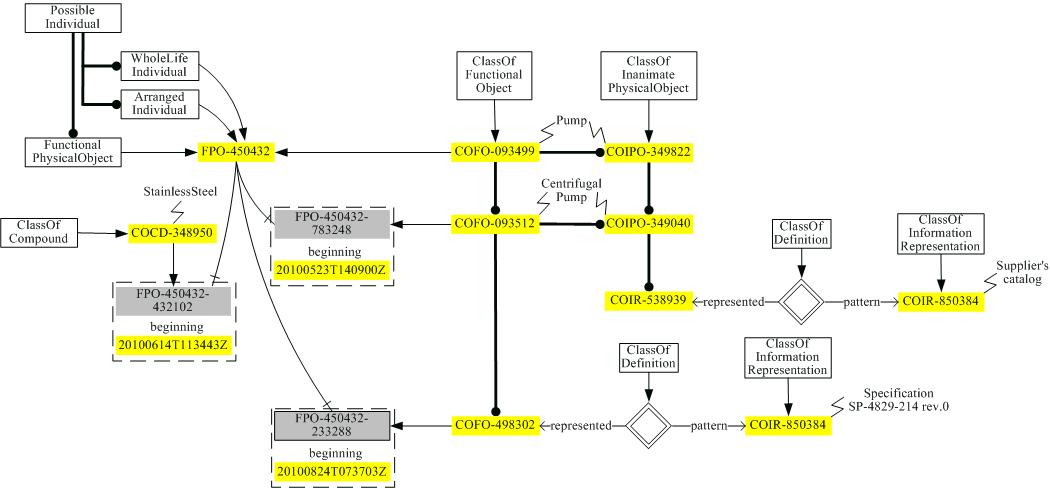 Possible
Individual
WholeLife
Individual
Arranged
Individual
Functional
PhysicalObject
FPO-450432
ClassOf
Functional
Object
ClassOf
Inanimate
PhysicalObject
Pump
COFO-093499
COIPO-349822
StainlessSteel
ClassOf
Compound
COCD-348950
FPO-450432-
432102
beginning
20100614T113443Z
FPO-450432-
783248
beginning
20100523T140900Z
Centrifugal
Pump
COFO-093512
COIPO-349040
ClassOf
Definition
ClassOf
Information
Representation
Supplier's
catalog
COIR-538939
represented
pattern
COIR-850384
ClassOf
Definition
ClassOf
Information
Representation
Specification
SP-4829-214 rev.0
FPO-450432-
233288
beginning
20100824T073703Z
COFO-498302
represented
pattern
COIR-850384